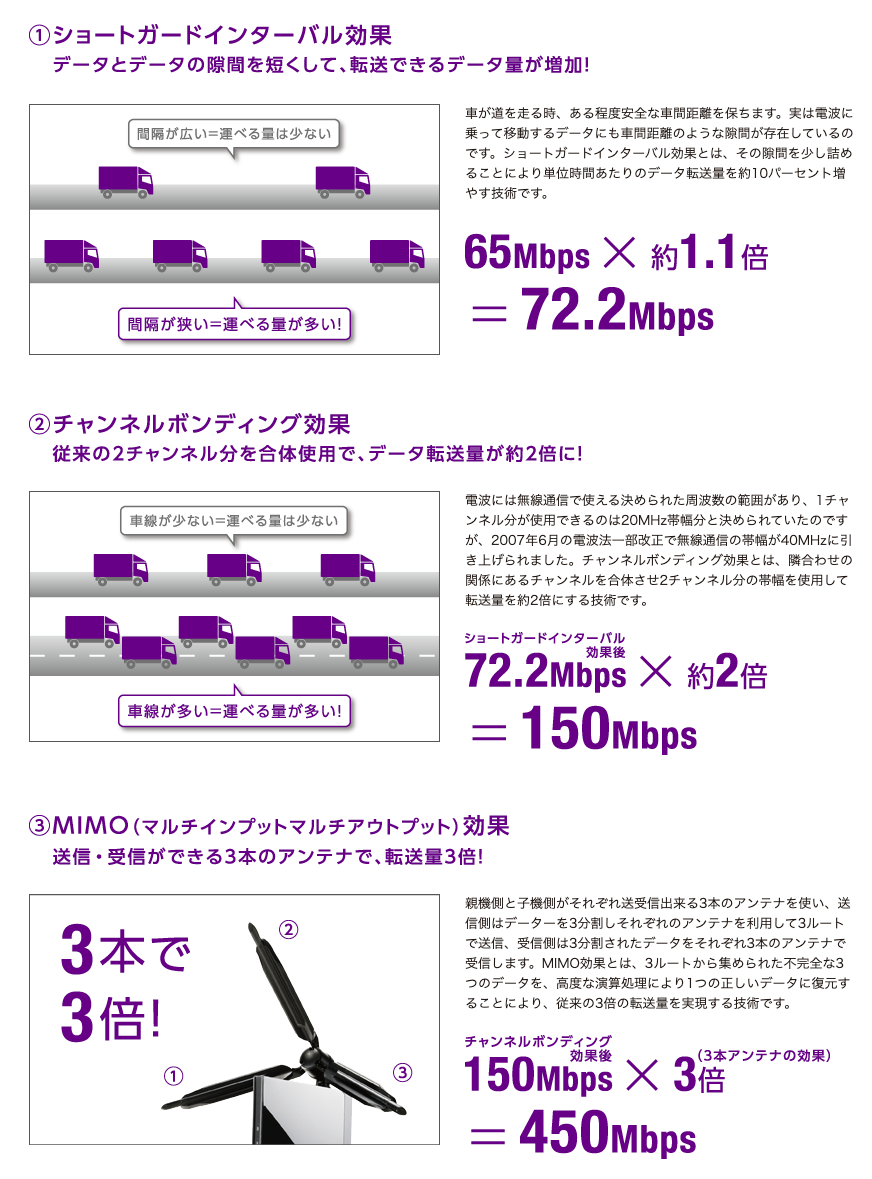 ①ショートガードインターバル効果
データとデータの隙間を短くして、転送できるデータ量が増加!
間隔が広い＝運べる量は少ない
間隔が狭い＝運べる量が多い!
車が道を走る時、ある程度安全な車間距離を保ちます。実は電波に
乗って移動するデータにも車間距離のような隙間が存在しているの
です。ショートガードインターバル効果とは、その隙間を少し詰め
ることにより単位時間あたりのデータ転送量を約10パーセント増
やす技術です。
65Mbps × 約1.1倍
＝ 72.2Mbps
②チャンネルボンディング効果
従来の2チャンネル分を合体使用で、データ転送量が約2倍に!
車線が少ない＝運べる量は少ない
車線が多い＝運べる量が多い!
電波には無線通信で使える決められた周波数の範囲があり、1チャ
ンネル分が使用できるのは20MHz帯幅分と決められていたのです
が、2007年6月の電波法一部改正で無線通信の帯幅が40MHzに引
き上げられました。チャンネルボンディング効果とは、隣合わせの
関係にあるチャンネルを合体させ2チャンネル分の帯幅を使用して
転送量を約2倍にする技術です。
ショートガードインターバル
効果後
72.2Mbps × 約2倍
＝ 150Mbps
③MIMO（マルチインプットマルチアウトプット）効果
送信・受信ができる3本のアンテナで、転送量3倍!
3本で
3倍!
①
②
③
親機側と子機側がそれぞれ送受信出来る3本のアンテナを使い、送
信側はデーターを3分割しそれぞれのアンテナを利用して3ルート
で送信、受信側は3分割されたデータをそれぞれ3本のアンテナで
受信します。MIMO効果とは、3ルートから集められた不完全な3
つのデータを、高度な演算処理により1つの正しいデータに復元す
ることにより、従来の3倍の転送量を実現する技術です。
チャンネルボンディング
効果後
(3本アンテナの効果)
150Mbps × 3倍
＝ 450Mbps